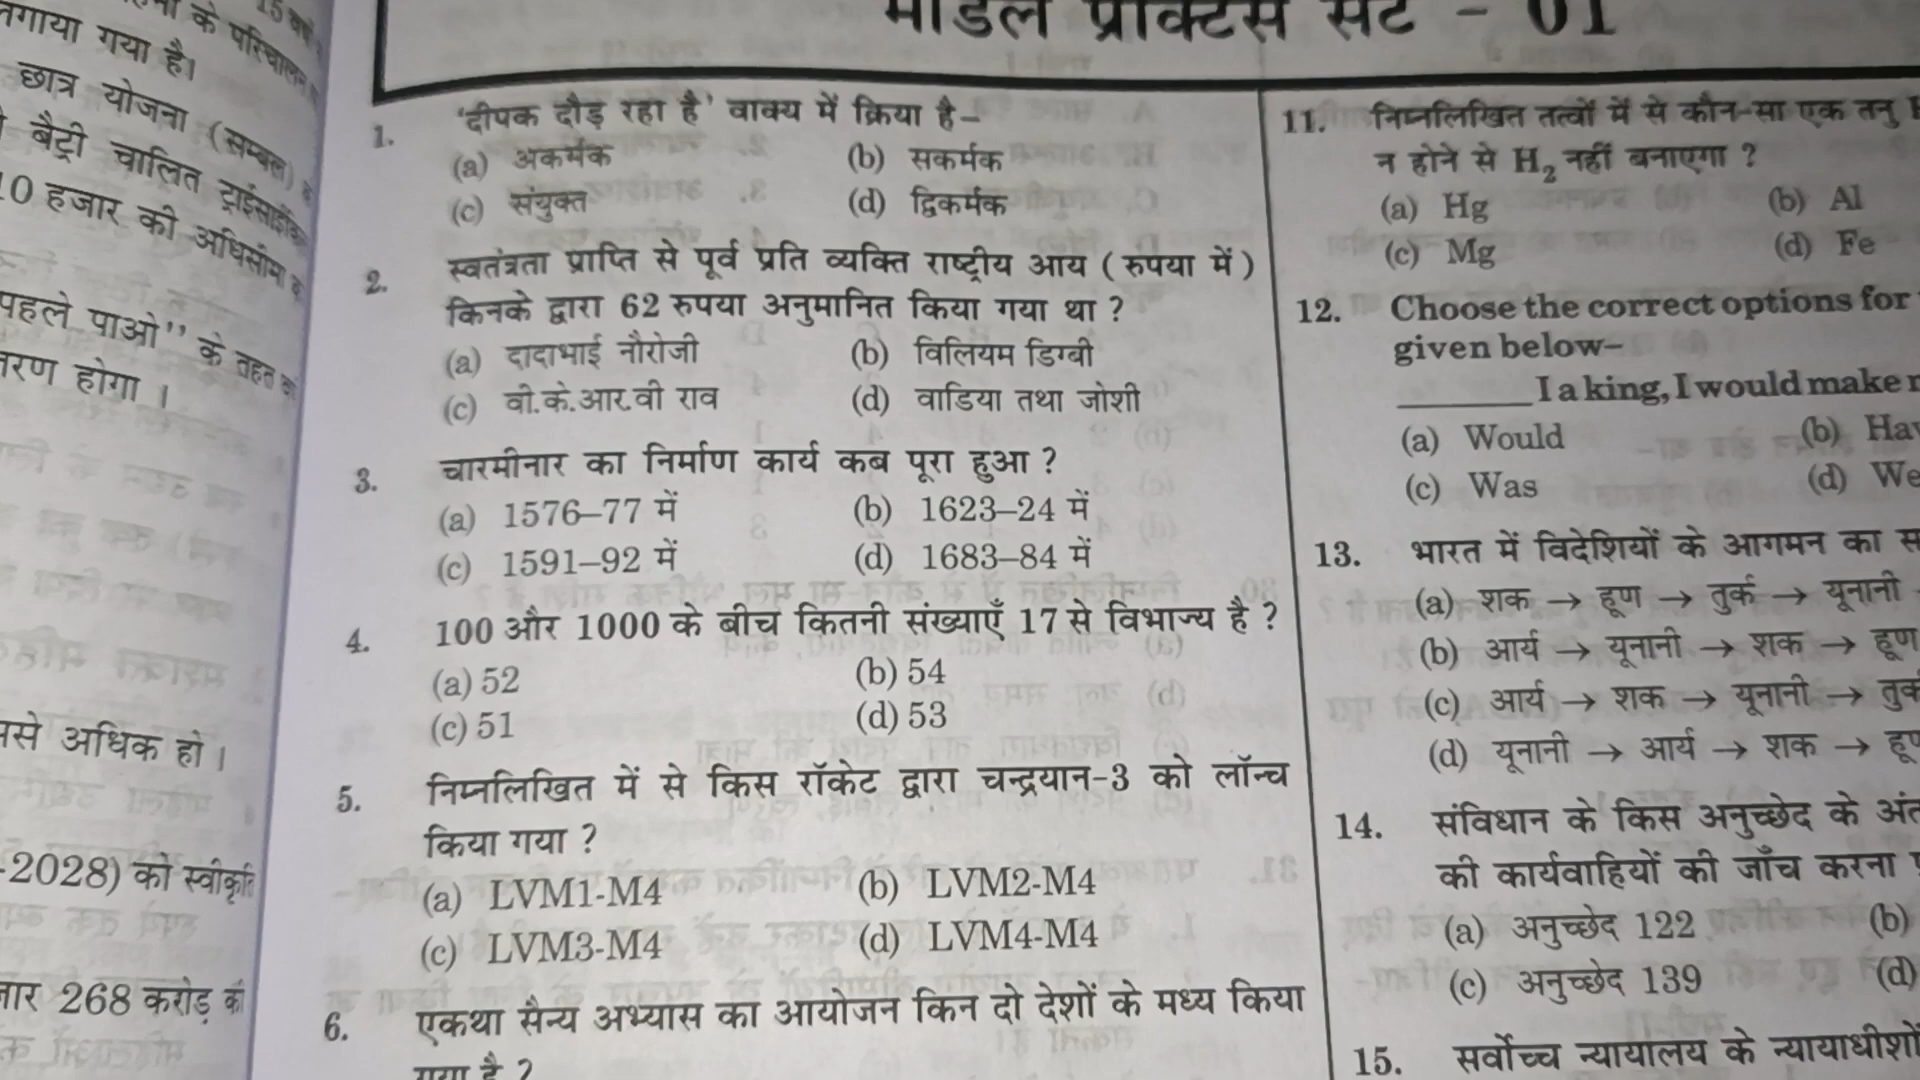 लगाया गया है।
छात्र योजना (सम्बल)
बैट्री चालित
10 हजार की अधिसीमा
पहले पाओ'' के तहत
होगा ।
अधिक हो ।
2028) को स्वीकृति
268 करोड़ की
मॉडल प्रैक्टिस सेट - 01
1. 'दीपक दौड़ रहा है' वाक्य में क्रिया है–
(a) अकर्मक (b) सकर्मक
(c) संयुक्त (d) द्विकर्मक
2. स्वतंत्रता प्राप्ति से पूर्व प्रति व्यक्ति राष्ट्रीय आय ( रुपया में )
किनके द्वारा 62 रुपया अनुमानित किया गया था ?
(a) दादाभाई नौरोजी (b) विलियम डिग्बी
(c) वी.के.आर.वी राव (d) वाडिया तथा जोशी
3. चारमीनार का निर्माण कार्य कब पूरा हुआ ?
(a) 1576–77 में (b) 1623–24 में
(c) 1591–92 में (d) 1683–84 में
4. 100 और 1000 के बीच कितनी संख्याएँ 17 से विभाज्य है ?
(a) 52 (b) 54
(c) 51 (d) 53
5. निम्नलिखित में से किस रॉकेट द्वारा चन्द्रयान-3 को लॉन्च
किया गया ?
(a) LVM1-M4 (b) LVM2-M4
(c) LVM3-M4 (d) LVM4-M4
6. एकथा सैन्य अभ्यास का आयोजन किन दो देशों के मध्य किया
गया है ?
11. निम्नलिखित तत्वों में से कौन-सा एक तनु
न होने से H₂ नहीं बनाएगा ?
(a) Hg (b) Al
(c) Mg (d) Fe
12. Choose the correct options for
given below–
______ I a king, I would make
(a) Would (b)
(c) Was (d)
13. भारत में विदेशियों के आगमन का
(a) शक → हूण → तुर्क → यूनानी
(b) आर्य → यूनानी → शक → हूण
(c) आर्य → शक → यूनानी → तुर्क
(d) यूनानी → आर्य → शक → हूण
14. संविधान के किस अनुच्छेद के
की कार्यवाहियों की जाँच करना
(a) अनुच्छेद 122 (b)
(c) अनुच्छेद 139 (d)
15. सर्वोच्च न्यायालय के न्यायाधीशों